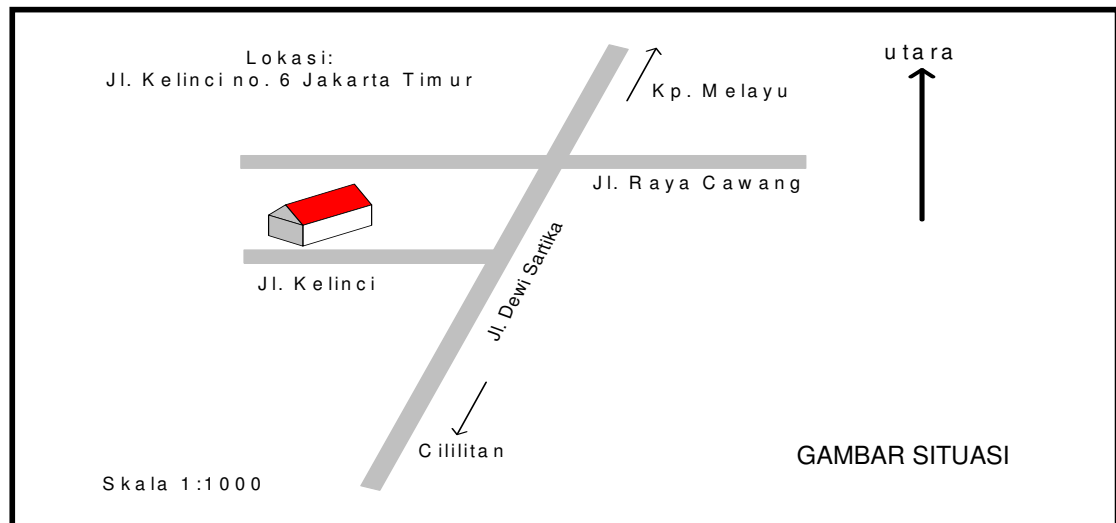 Lokasi:
Jl. Kelinci no. 6 Jakarta Timur
utara
Kp. Melayu
Jl. Raya Cawang
Jl. Kelinci
Jl. Dewi Sartika
Cililitan
GAMBAR SITUASI
Skala 1:1000